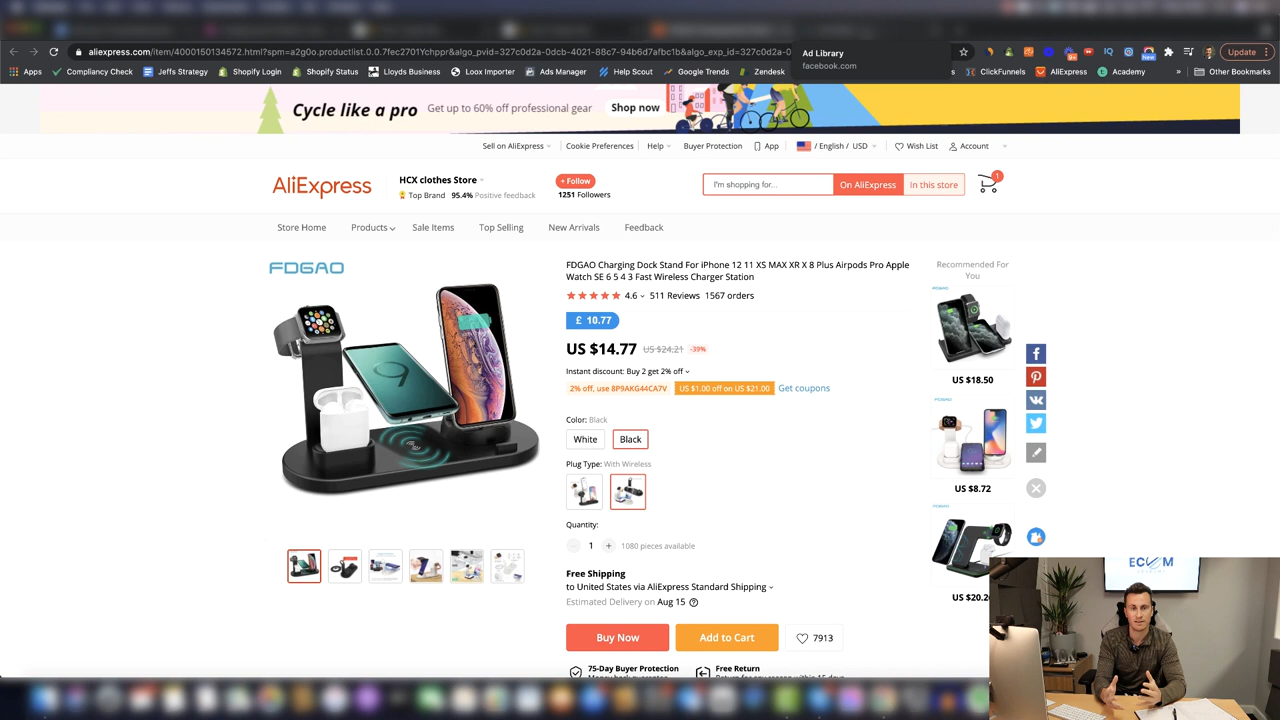 aliexpress.com/item/4000150134572.html?spm=a2g0o.productlist.0.0.7fec2701Ychppr&algo_pvid=327c0d2a-0dcb-4021-88c7-94b6d7afbc1b&algo_exp_id=327c0d2a-0
Ad Library
facebook.com
Update
Apps
Compliance Check
Jeffs Strategy
Shopify Login
Shopify Status
Lloyds Business
Loox Importer
Ads Manager
Help Scout
Google Trends
Zendesk
ClickFunnels
AliExpress
Academy
»
Other Bookmarks
Cycle like a pro
Get up to 60% off professional gear
Shop now
Sell on AliExpress
Cookie Preferences
Help
Buyer Protection
App
/ English / USD
Wish List
Account
AliExpress
HCX clothes Store
Top Brand 95.4% Positive feedback
+ Follow
1251 Followers
I'm shopping for...
On AliExpress
In this store
1
Store Home
Products
Sale Items
Top Selling
New Arrivals
Feedback
FDGAO
FDGAO Charging Dock Stand For iPhone 12 11 XS MAX XR X 8 Plus Airpods Pro Apple
Watch SE 6 5 4 3 Fast Wireless Charger Station
4.6
511 Reviews
1567 orders
£ 10.77
US $14.77
US $24.21
-39%
Instant discount: Buy 2 get 2% off
2% off, use 8P9AKG44CA7V
US $1.00 off on US $21.00
Get coupons
Color: Black
White
Black
Plug Type: With Wireless
Quantity:
1
1080 pieces available
Free Shipping
to United States via AliExpress Standard Shipping
Estimated Delivery on Aug 15
Buy Now
Add to Cart
7913
75-Day Buyer Protection
Free Return
Recommended For
You
US $18.50
US $8.72
ECOM